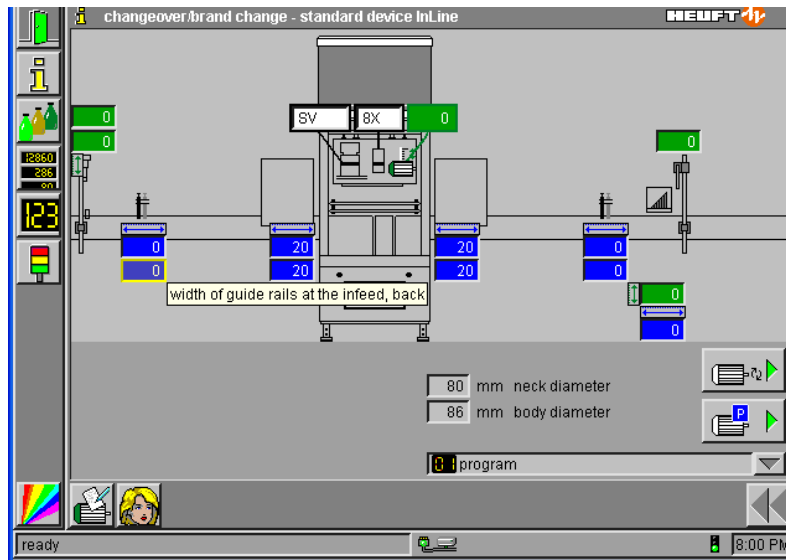 changeover/brand change - standard device InLine
HEUFT
SV 8X 0
0
0
0
12860
286
90
123
0 20 20 0
0 20 20 0
width of guide rails at the infeed, back
0
0
80 mm neck diameter
86 mm body diameter
P
01 program
ready
8:00 PM